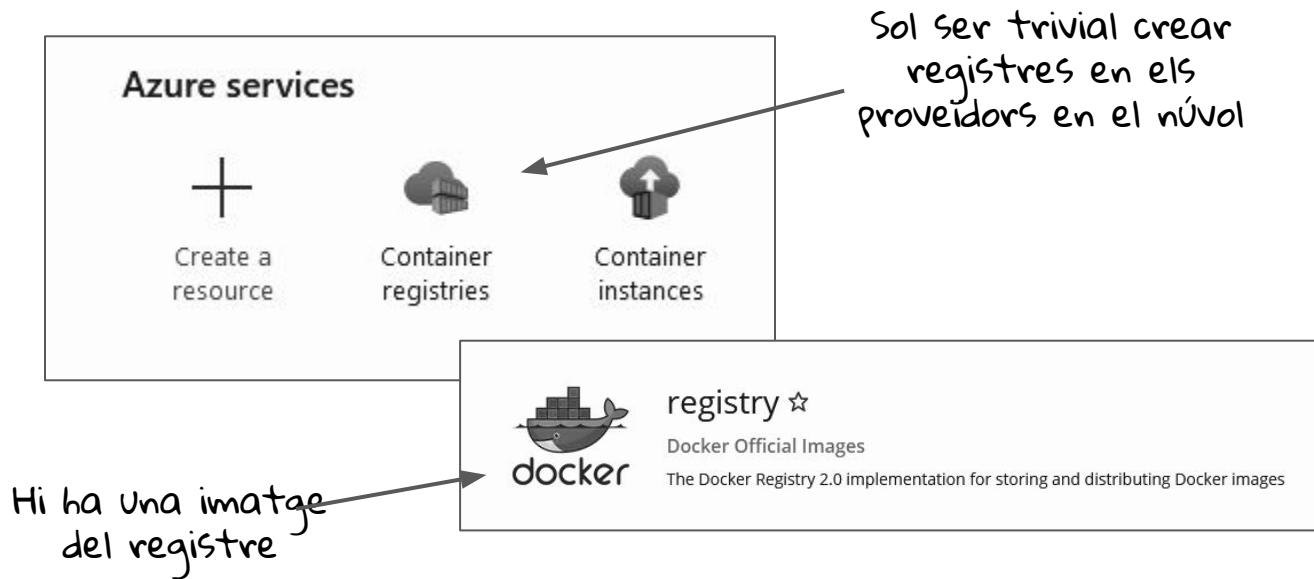 Sol ser trivial crear
registres en els
proveïdors en el núvol
Azure services
Create a
resource
Container
registries
Container
instances
registry
Docker Official Images
The Docker Registry 2.0 implementation for storing and distributing Docker images
docker
Hi ha una imatge
del registre